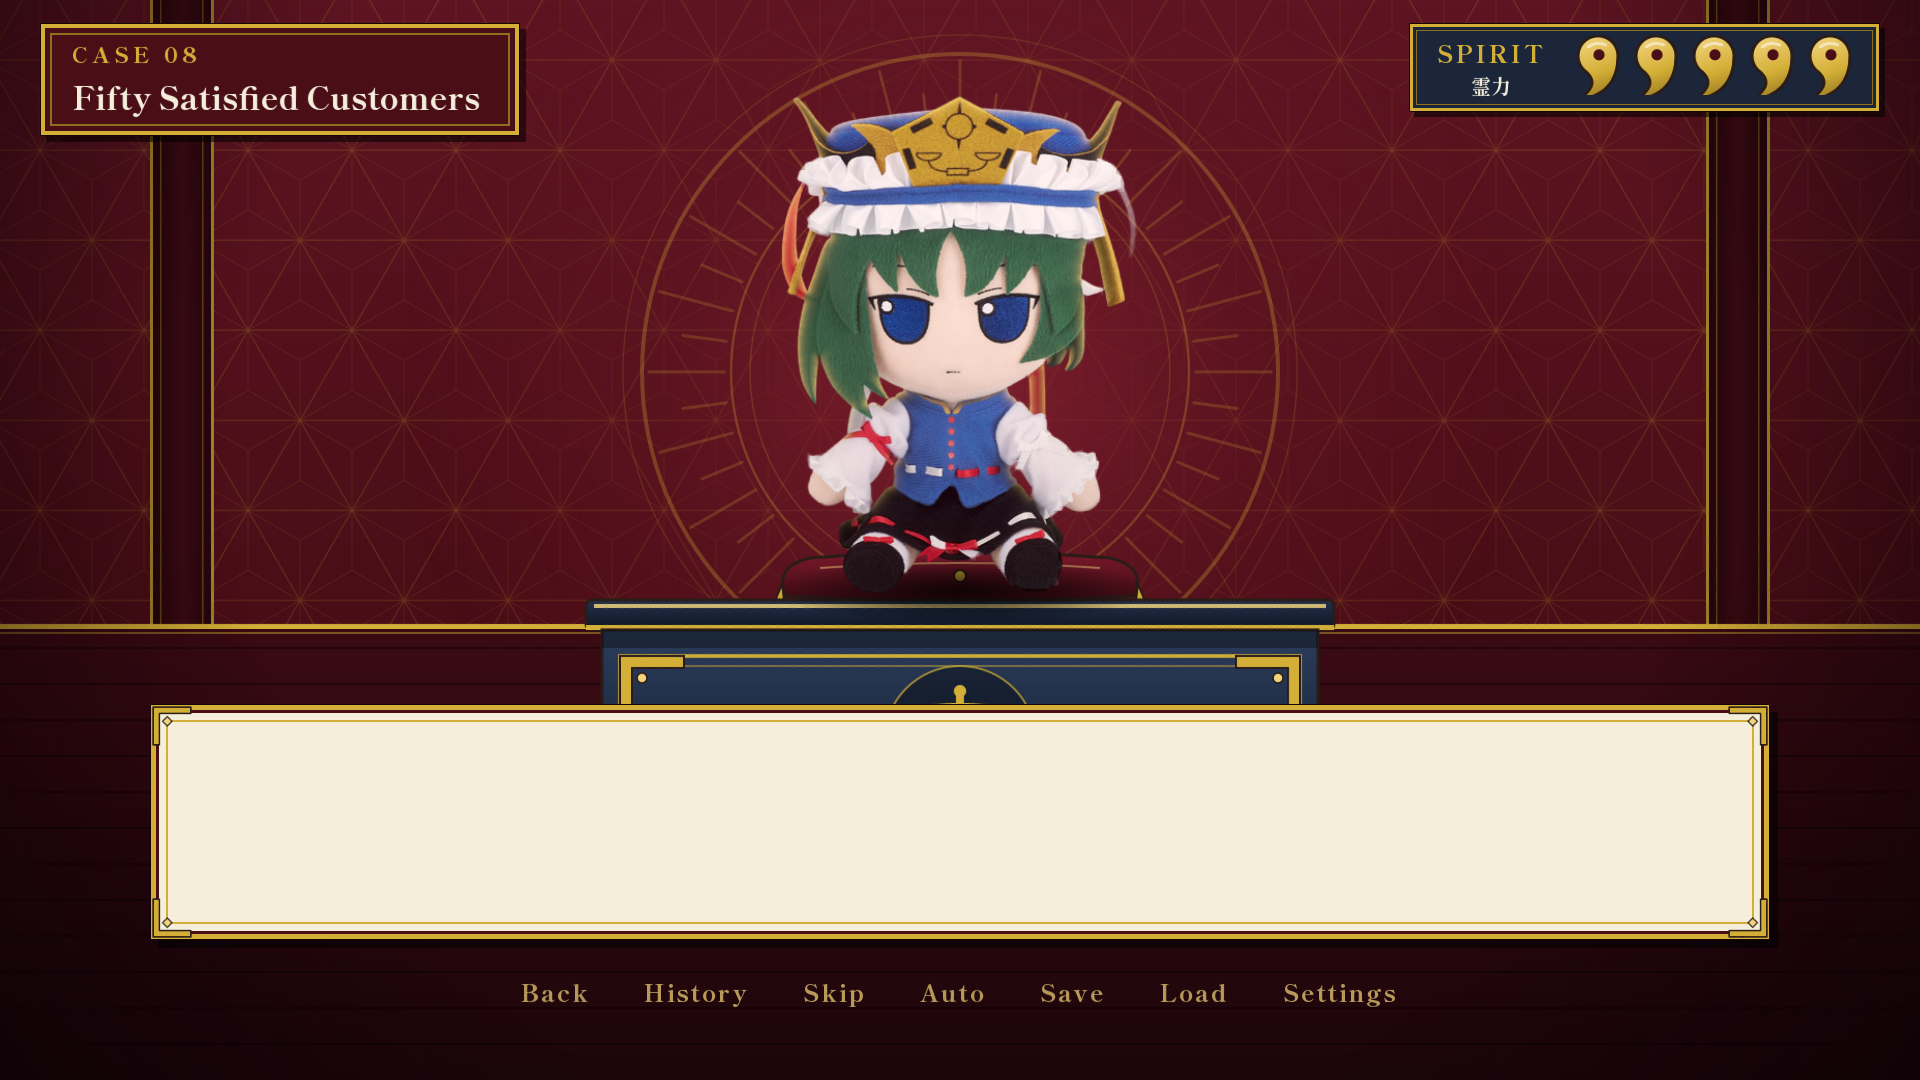 CASE 08
Fifty Satisfied Customers
SPIRIT
霊力
Back
History
Skip
Auto
Save
Load
Settings